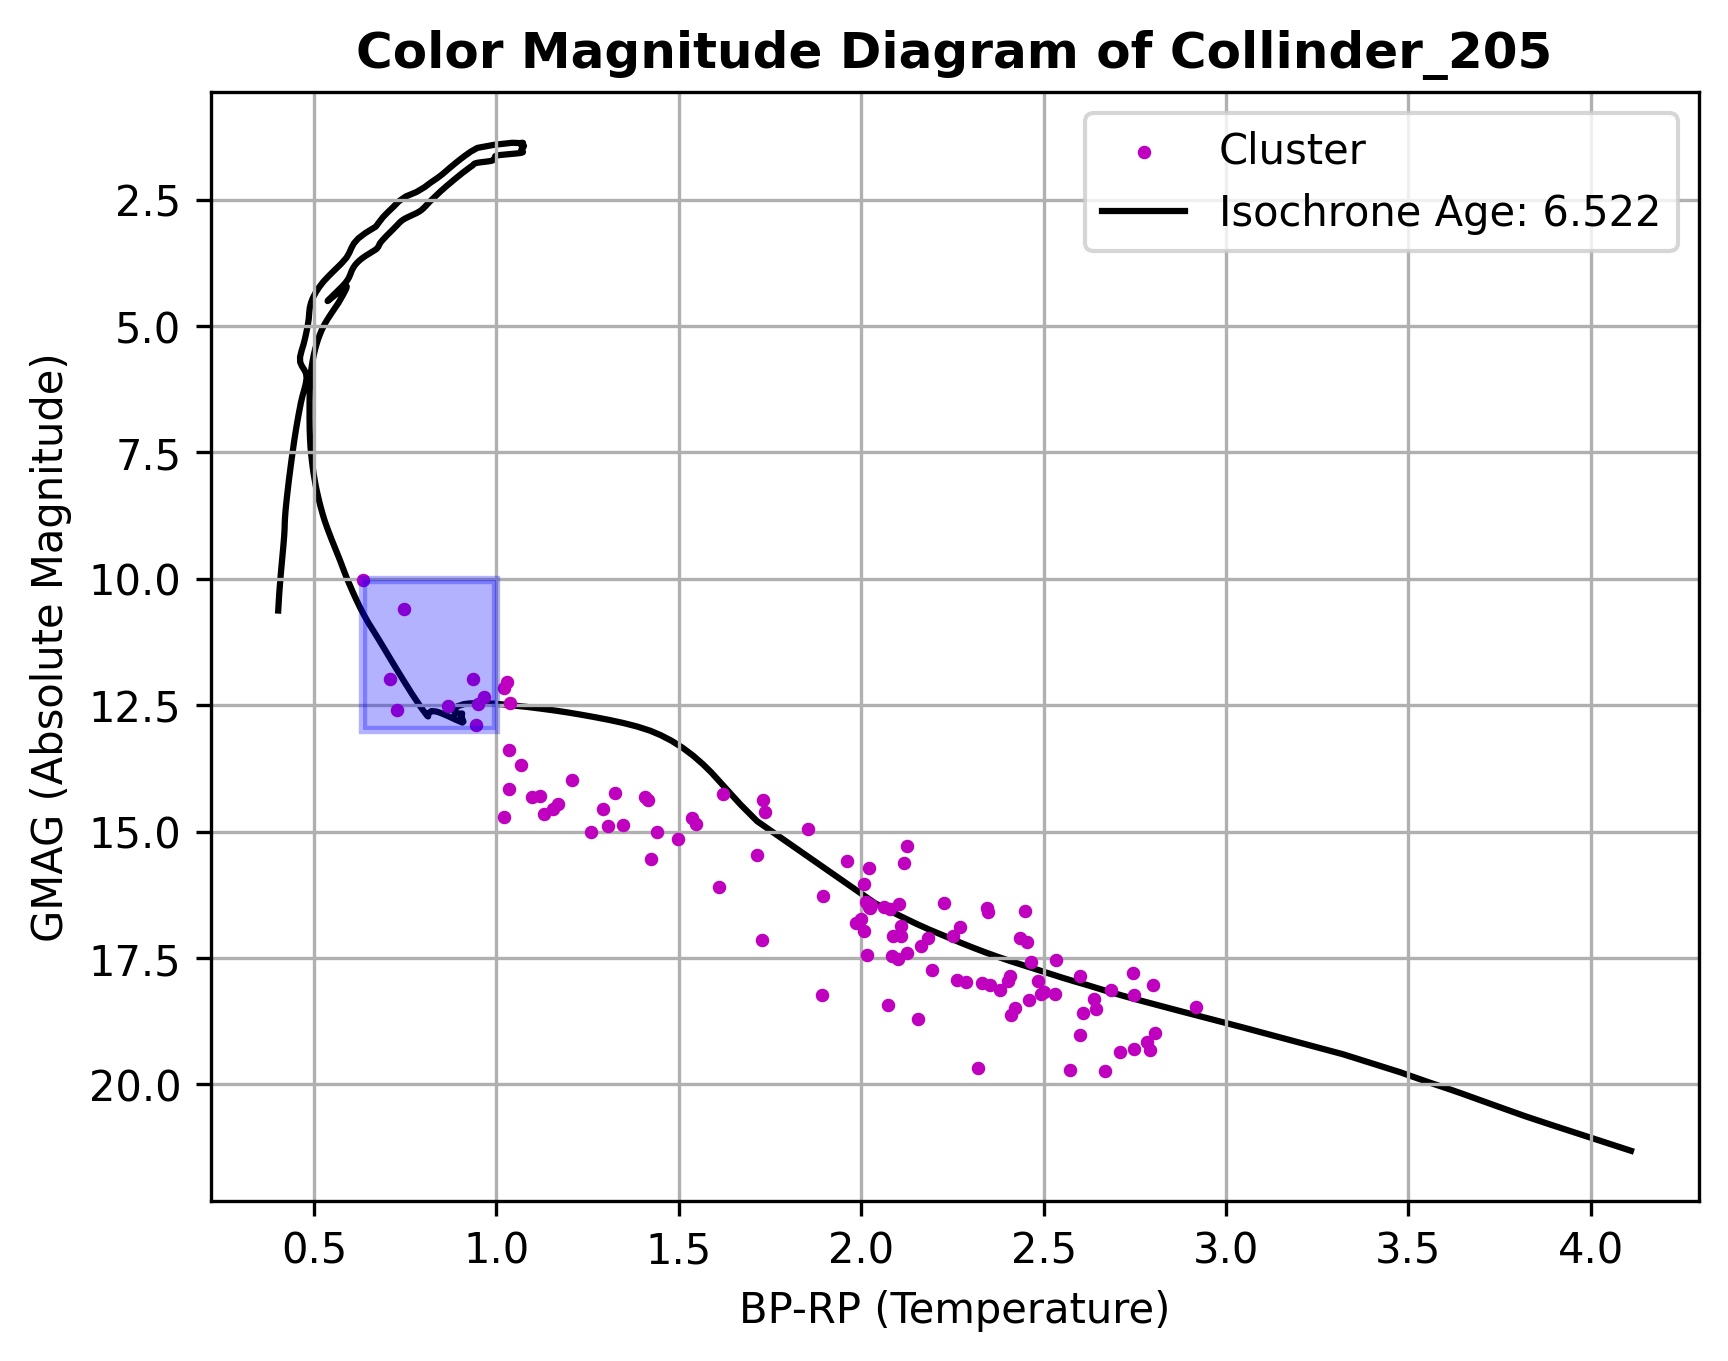 Color Magnitude Diagram of Collinder_205
Cluster
Isochrone Age: 6.522
GMAG (Absolute Magnitude)
2.5
5.0
7.5
10.0
12.5
15.0
17.5
20.0
0.5 1.0 1.5 2.0 2.5 3.0 3.5 4.0
BP-RP (Temperature)